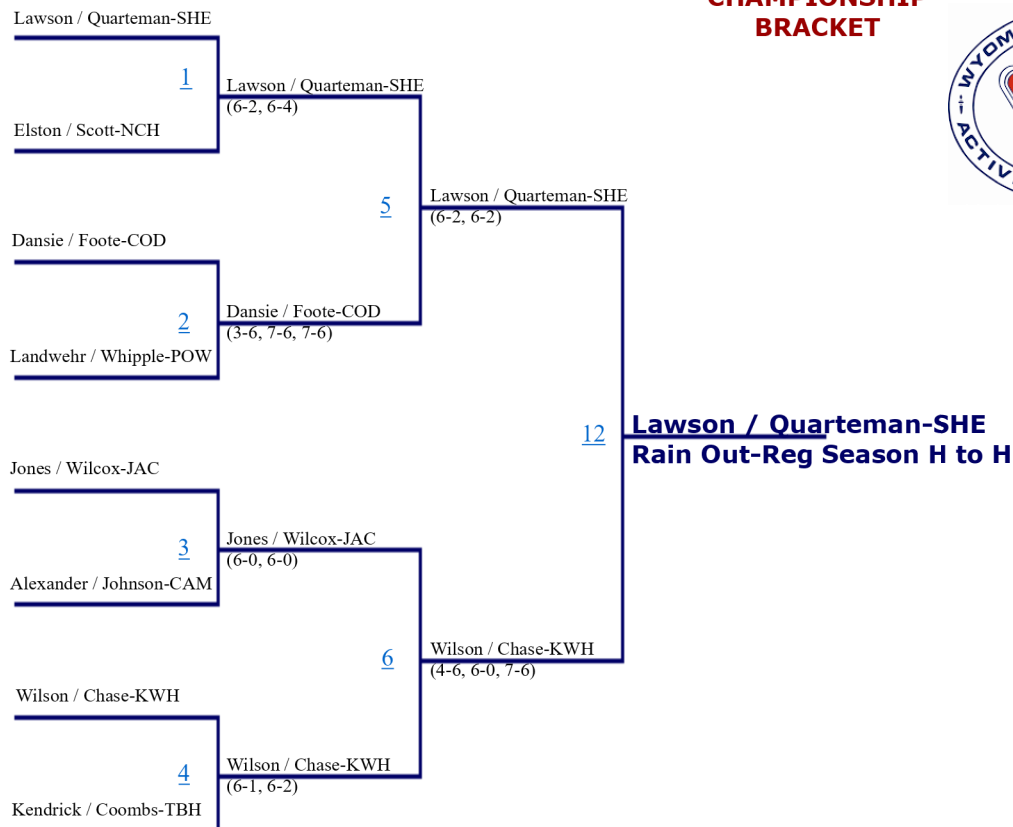 CHAMPIONSHIP
BRACKET
WYOM
ACTIV
Lawson / Quarteman-SHE
1
Lawson / Quarteman-SHE
(6-2, 6-4)
Elston / Scott-NCH
5
Lawson / Quarteman-SHE
(6-2, 6-2)
Dansie / Foote-COD
2
Dansie / Foote-COD
(3-6, 7-6, 7-6)
Landwehr / Whipple-POW
12
Lawson / Quarteman-SHE
Rain Out-Reg Season H to H
Jones / Wilcox-JAC
3
Jones / Wilcox-JAC
(6-0, 6-0)
Alexander / Johnson-CAM
6
Wilson / Chase-KWH
(4-6, 6-0, 7-6)
Wilson / Chase-KWH
4
Wilson / Chase-KWH
(6-1, 6-2)
Kendrick / Coombs-TBH